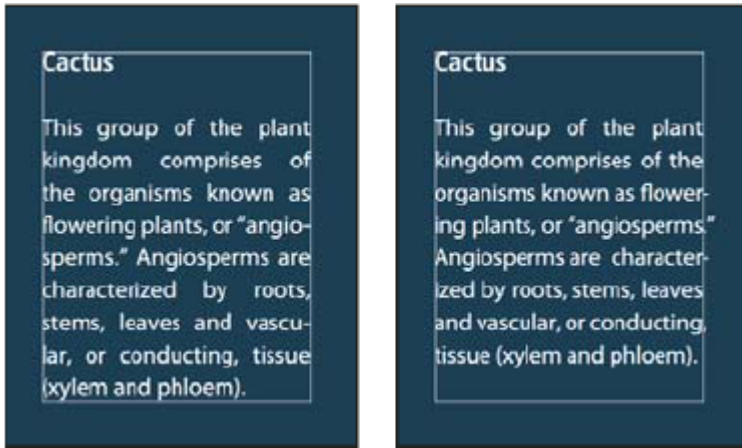 Cactus
This group of the plant
kingdom comprises of
the organisms known as
flowering plants, or “angio-
sperms.” Angiosperms are
characterized by roots,
stems, leaves and vascu-
lar, or conducting, tissue
(xylem and phloem).
Cactus
This group of the plant
kingdom comprises of the
organisms known as flower-
ing plants, or “angiosperms.”
Angiosperms are character-
ized by roots, stems, leaves
and vascular, or conducting,
tissue (xylem and phloem).